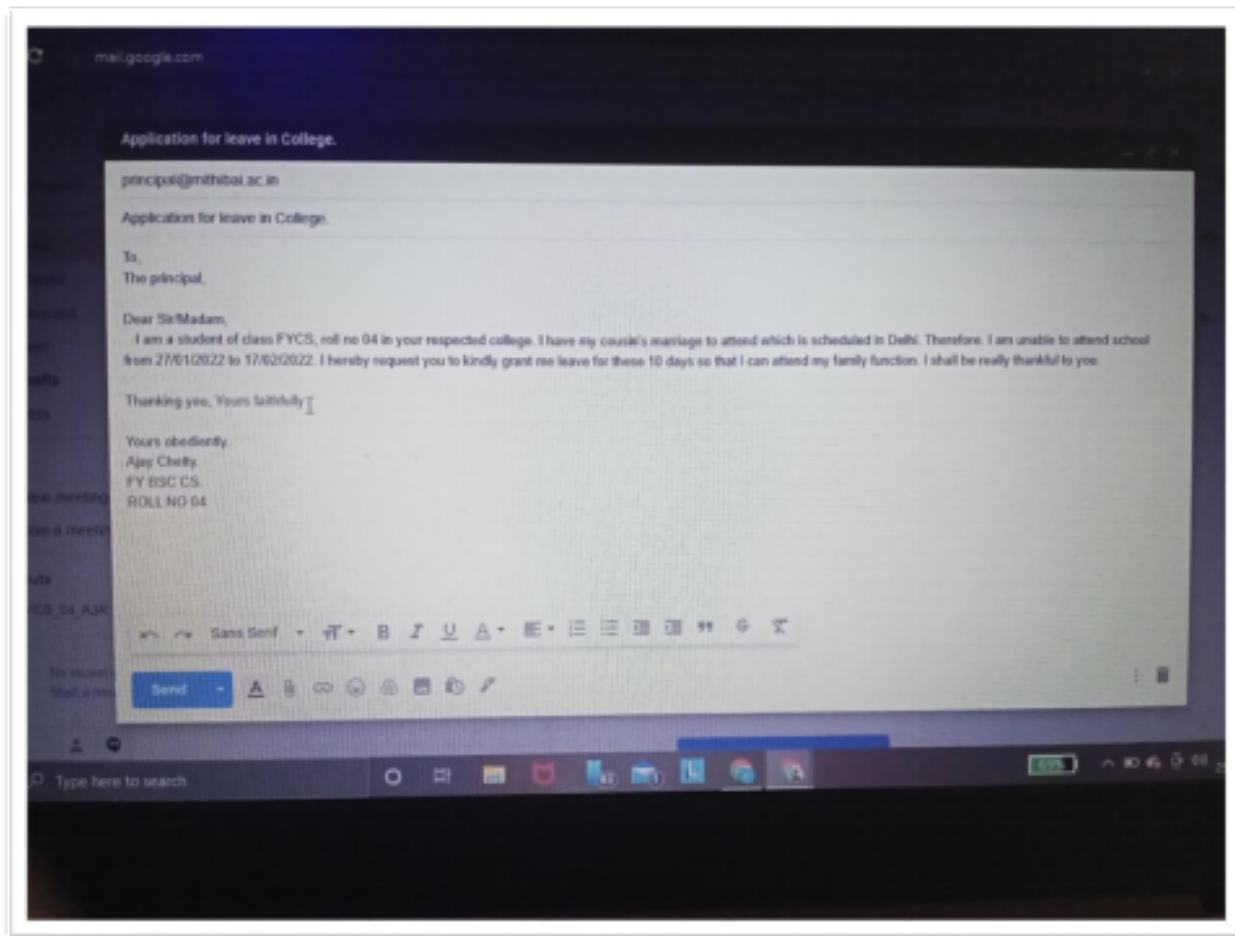 mail.google.com
Application for leave in College.
principal@mithibai.ac.in
Application for leave in College.
To,
The principal,
Dear Sir/Madam,
I am a student of class FYCS, roll no 04 in your respected college. I have my cousin's marriage to attend which is scheduled in Delhi. Therefore. I am unable to attend school
from 27/01/2022 to 17/02/2022. I hereby request you to kindly grant me leave for these 10 days so that I can attend my family function. I shall be really thankful to you.
Thanking you, Yours faithfully
Yours obediently.
Ajay Chetty.
FY BSC CS.
ROLL NO 04
Sans Serif
Send
Type here to search
69%